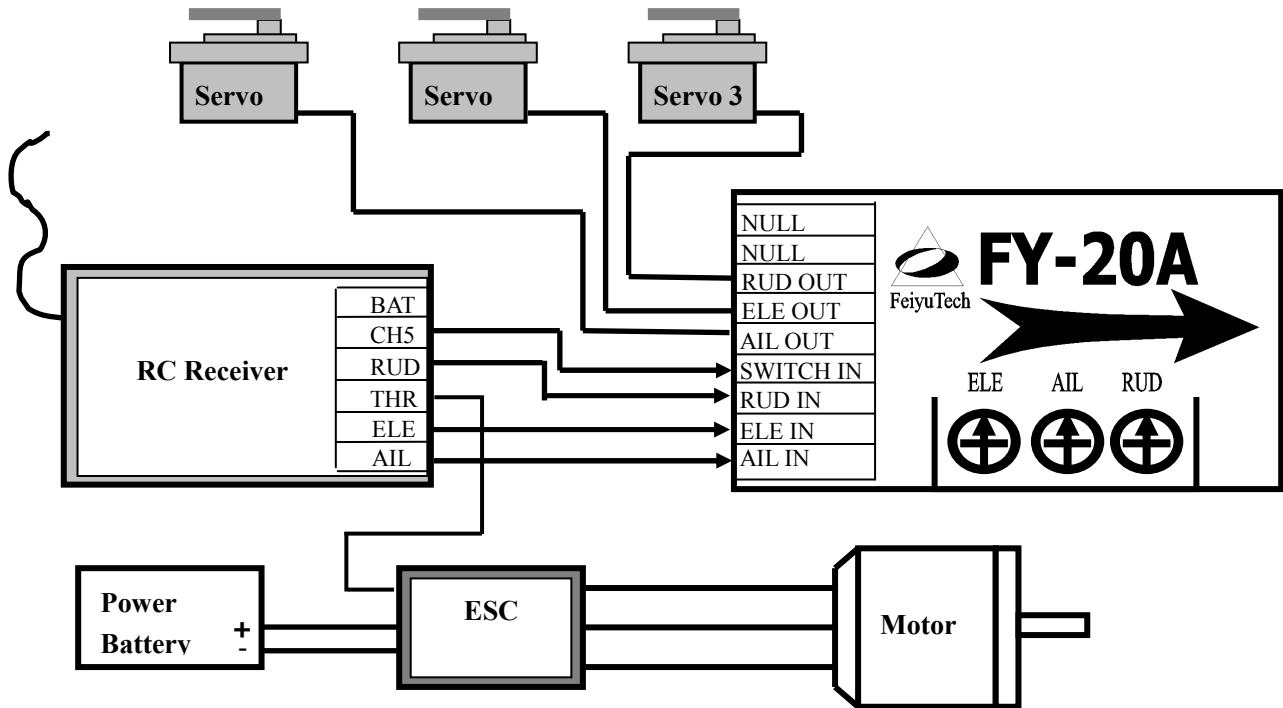 Servo
Servo
Servo 3
NULL
NULL
RUD OUT
ELE OUT
AIL OUT
SWITCH IN
RUD IN
ELE IN
AIL IN
FeiyuTech
FY-20A
ELE AIL RUD
RC Receiver
BAT
CH5
RUD
THR
ELE
AIL
Power
Battery
+
-
ESC
Motor